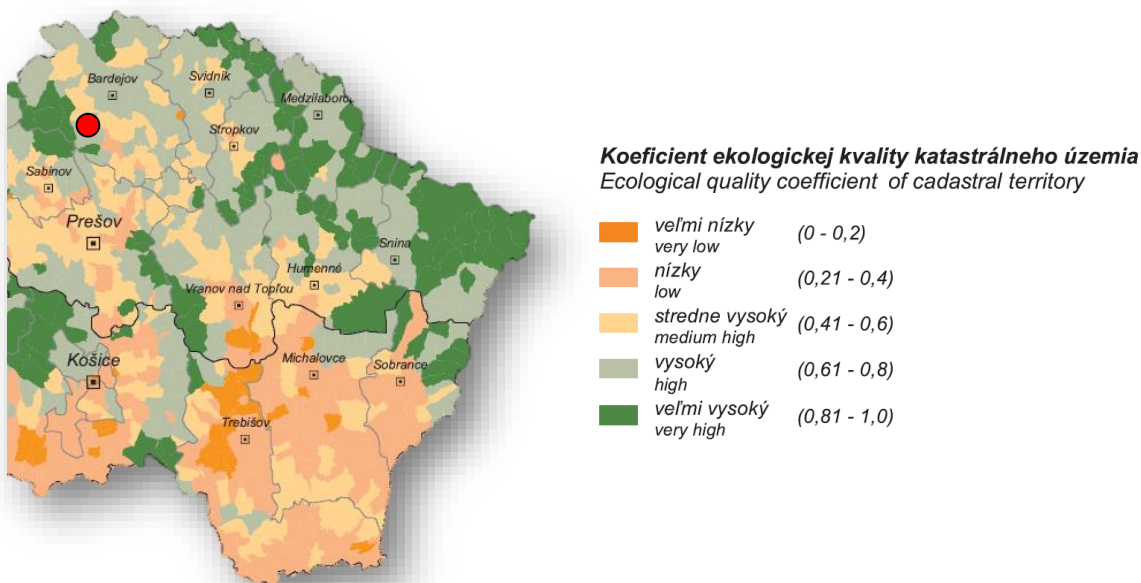 Bardejov
Svidník
Medzilaborc
Stropkov
Sabinov
Prešov
Snina
Humenné
Vranov nad Topľou
Košice
Michalovce
Sobrance
Trebišov
Koeficient ekologickej kvality katastrálneho územia
Ecological quality coefficient of cadastral territory
veľmi nízky (0 - 0,2)
very low
nízky (0,21 - 0,4)
low
stredne vysoký (0,41 - 0,6)
medium high
vysoký (0,61 - 0,8)
high
veľmi vysoký (0,81 - 1,0)
very high